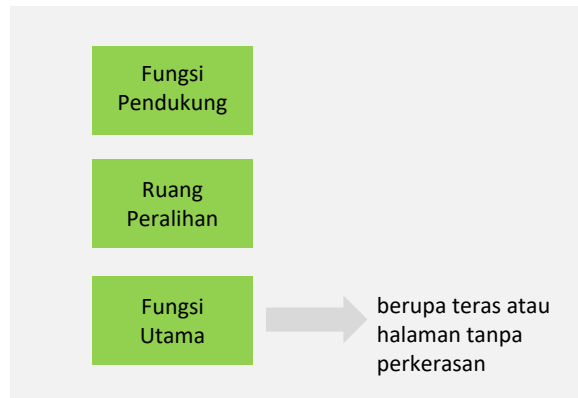 Fungsi
Pendukung
Ruang
Peralihan
Fungsi
Utama
berupa teras atau
halaman tanpa
perkerasan